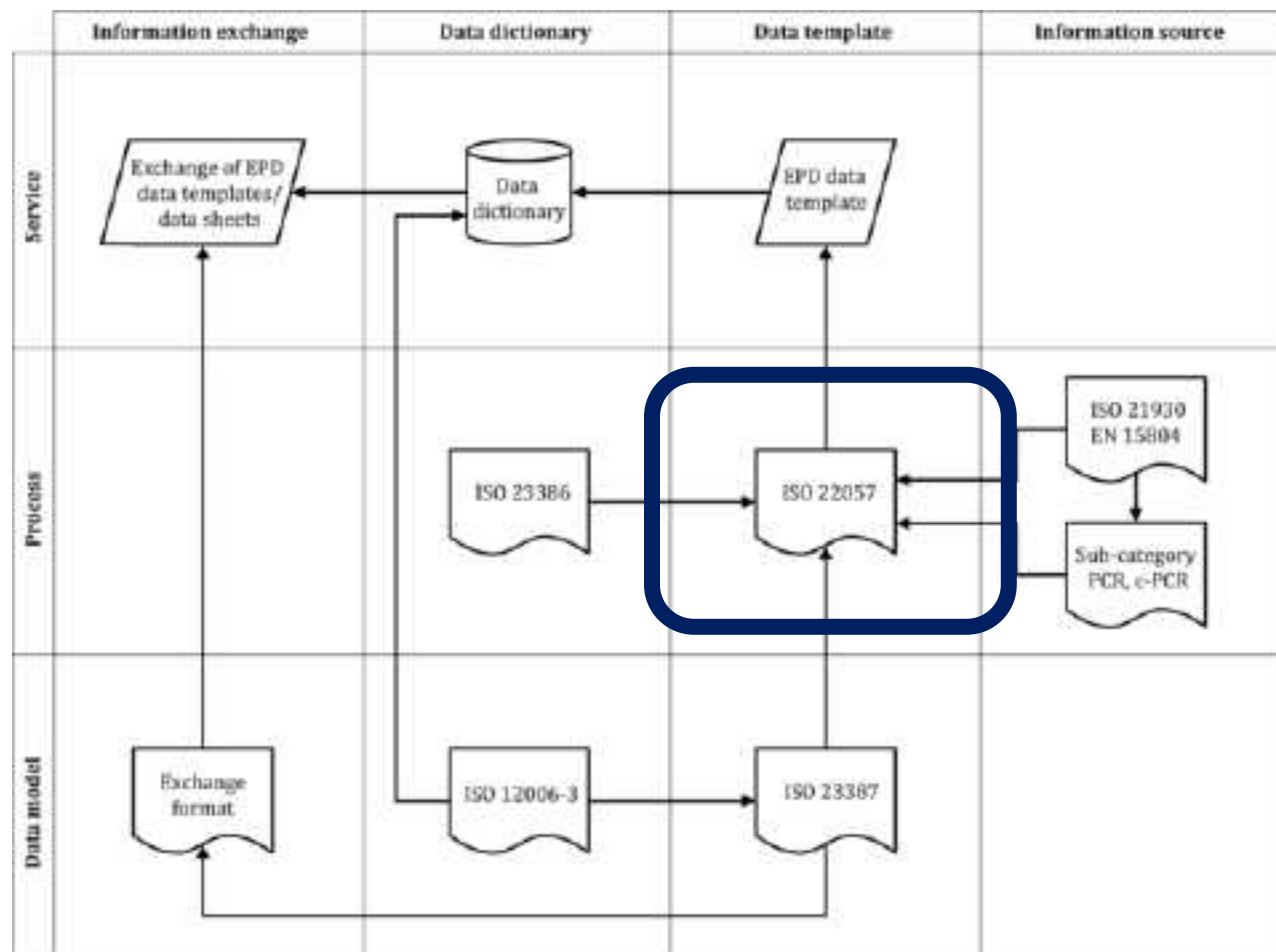 Information exchange
Data dictionary
Data template
Information source
Service
Exchange of EPD
data templates/
data sheets
Data
dictionary
EPD data
template
Process
ISO 23386
ISO 22057
ISO 21930
EN 15804
Sub-category
PCR, c-PCR
Data model
Exchange
format
ISO 12006-3
ISO 23387